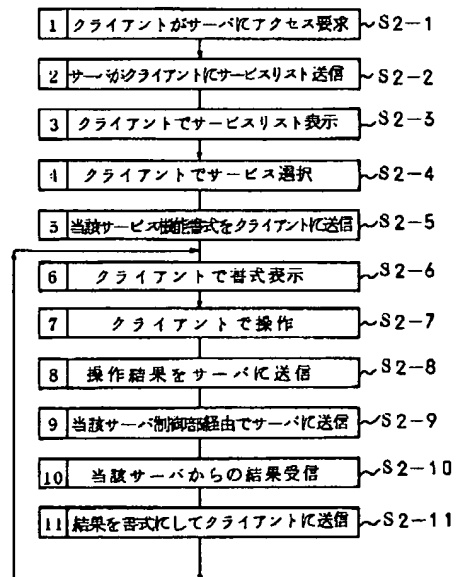 1 クライアントがサーバにアクセス要求 S2-1
2 サーバがクライアントにサービスリスト送信 S2-2
3 クライアントでサービスリスト表示 S2-3
4 クライアントでサービス選択 S2-4
5 当該サービス機能書式をクライアントに送信 S2-5
6 クライアントで書式表示 S2-6
7 クライアントで操作 S2-7
8 操作結果をサーバに送信 S2-8
9 当該サーバ制御部経由でサーバに送信 S2-9
10 当該サーバからの結果受信 S2-10
11 結果を書式にしてクライアントに送信 S2-11